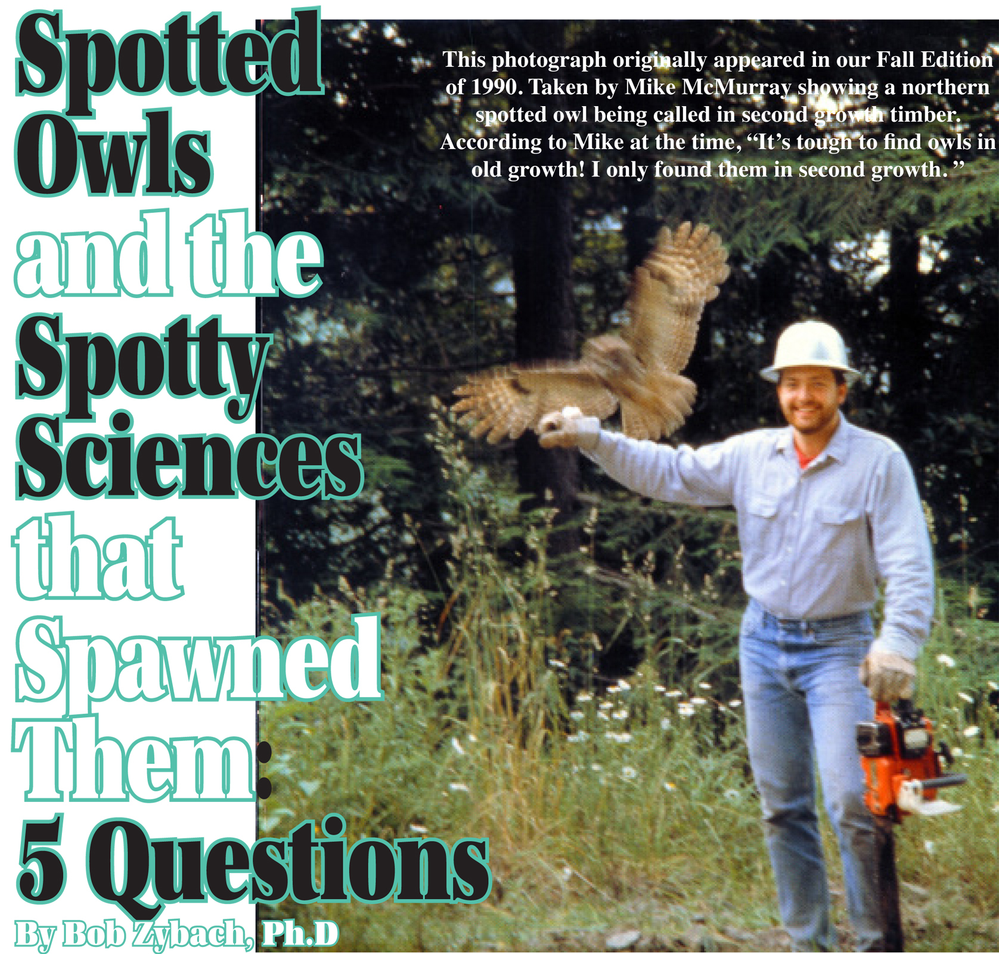 Spotted
Owls
and the
Spotty
Sciences
that
Spawned
Them:
5 Questions
By Bob Zybach, Ph.D
This photograph originally appeared in our Fall Edition
of 1990. Taken by Mike McMurray showing a northern
spotted owl being called in second growth timber.
According to Mike at the time, “It’s tough to find owls in
old growth! I only found them in second growth. ”